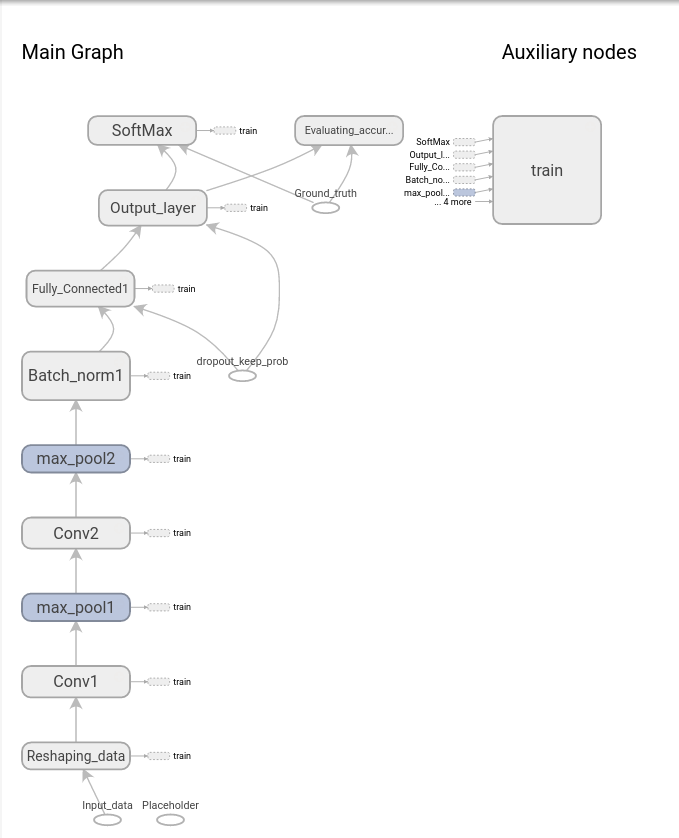 Main Graph
Auxiliary nodes
SoftMax
train
Evaluating_accur...
SoftMax
Output_l...
Fully_Co...
Batch_no...
max_pool...
... 4 more
train
Ground_truth
Output_layer
train
Fully_Connected1
train
dropout_keep_prob
Batch_norm1
train
max_pool2
train
Conv2
train
max_pool1
train
Conv1
train
Reshaping_data
train
Input_data
Placeholder